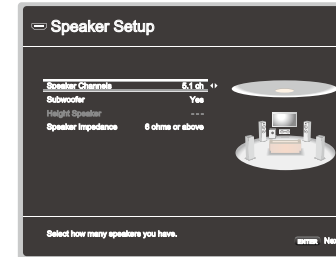 Speaker Setup
Speaker Channels 5.1 ch
Subwoofer Yes
Height Speaker ---
Speaker Impedance 6 ohms or above
Select how many speakers you have.
ENTER